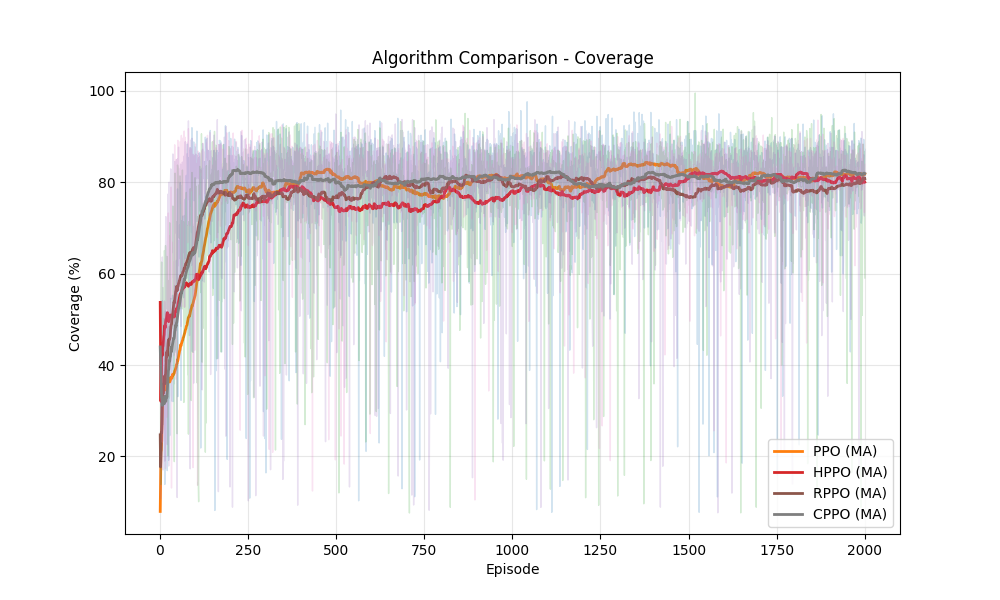 Algorithm Comparison - Coverage
100
80
60
40
20
Coverage (%)
0
250
500
750
1000
1250
1500
1750
2000
Episode
PPO (MA)
HPPO (MA)
RPPO (MA)
CPPO (MA)